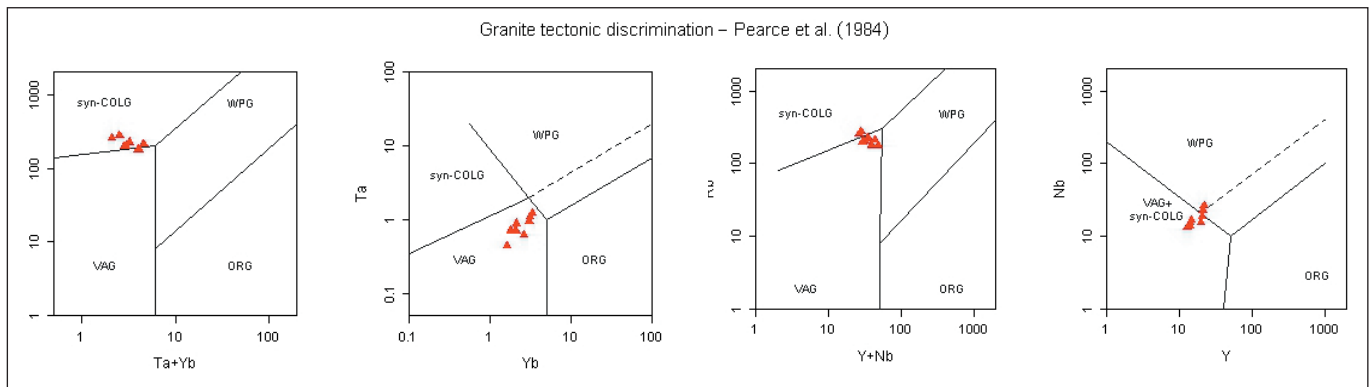 Granite tectonic discrimination – Pearce et al. (1984)
1000
100
10
1
syn-COLG
WPG
VAG
ORG
1
10
100
Ta+Yb
Ta
100
10
1
0.1
WPG
syn-COLG
VAG
ORG
0.1
1
10
100
Yb
Rb
1000
100
10
1
syn-COLG
WPG
VAG
ORG
1
10
100
1000
Y+Nb
Nb
1000
100
10
1
WPG
VAG+
syn-COLG
ORG
1
10
100
1000
Y